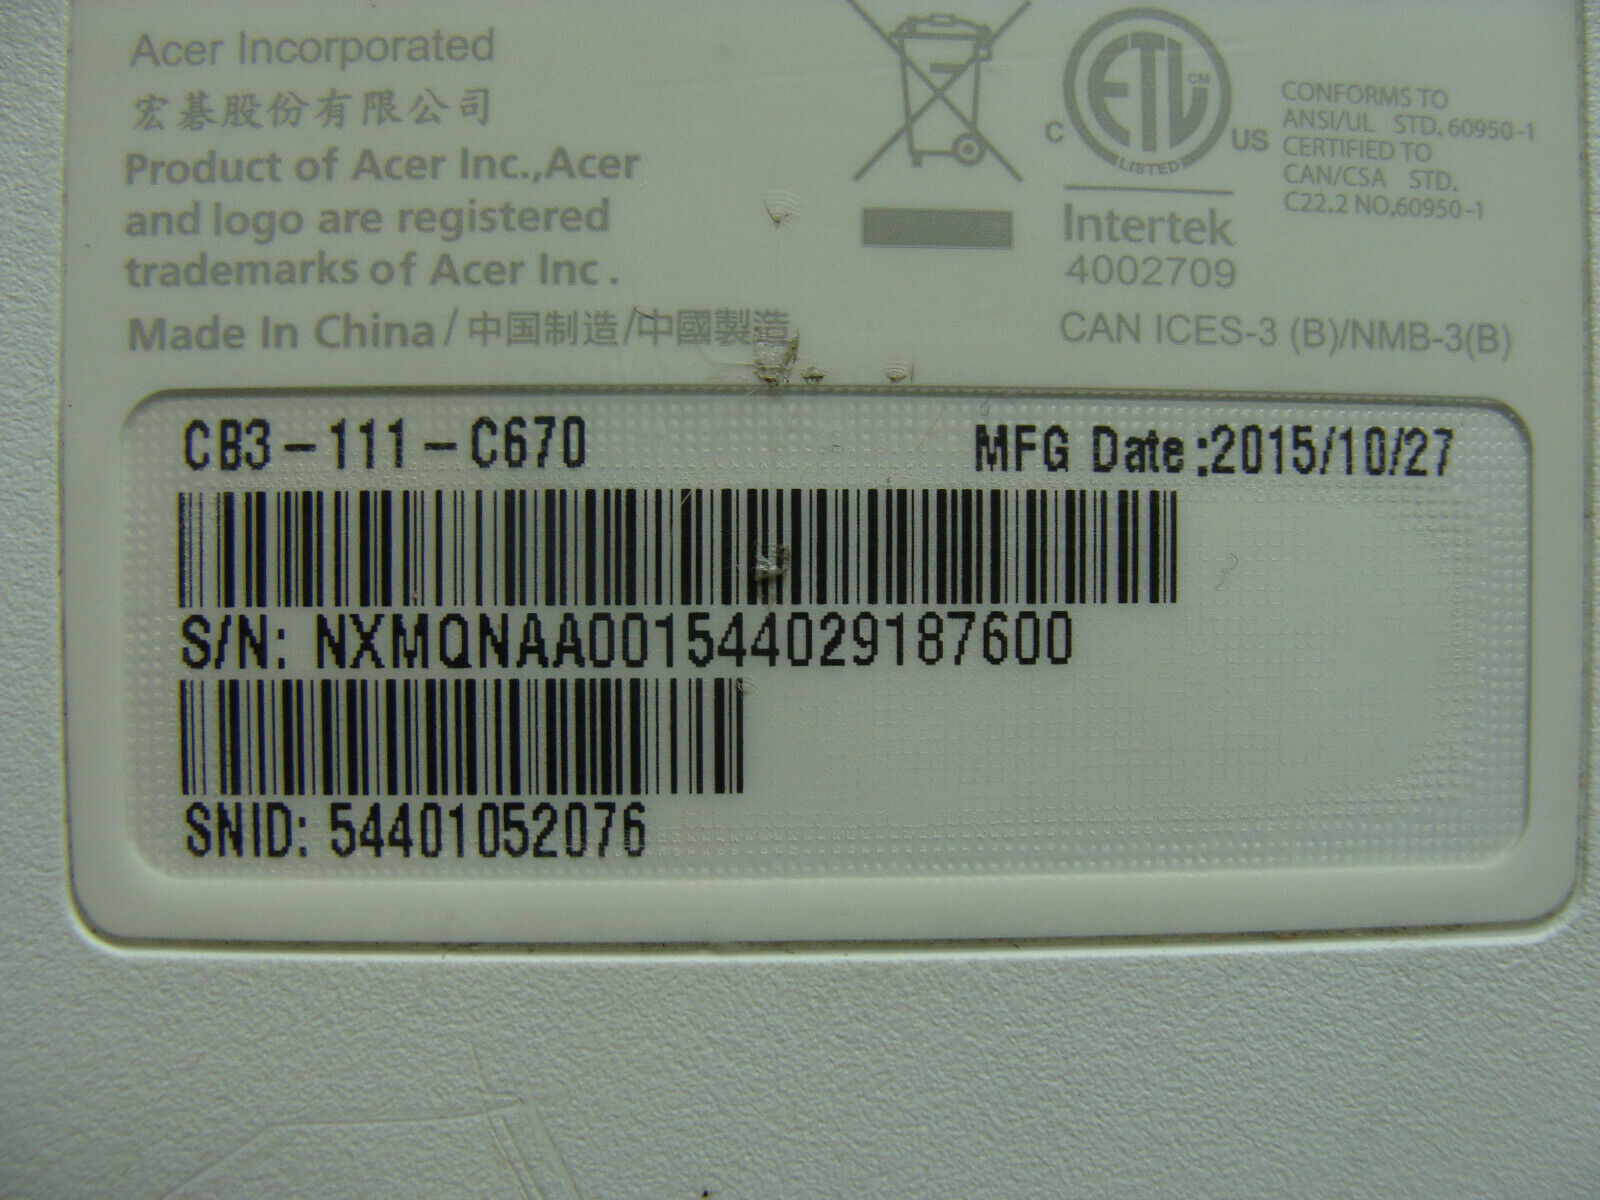 Acer Incorporated
宏碁股份有限公司
Product of Acer Inc.,Acer
and logo are registered
trademarks of Acer Inc .
Made In China/中国制造/中國製造
ETL CM
C US
LISTED
Intertek
4002709
CONFORMS TO
ANSI/UL STD. 60950-1
CERTIFIED TO
CAN/CSA STD.
C22.2 NO.60950-1
CAN ICES-3 (B)/NMB-3(B)
CB3-111-C670 MFG Date:2015/10/27
S/N: NXMQNAA001544029187600
SNID: 54401052076